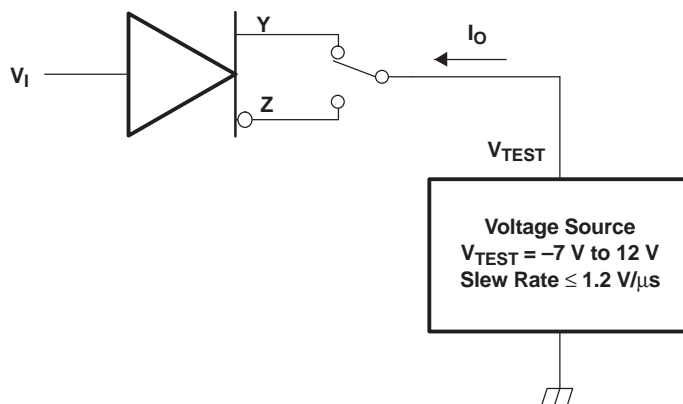 Y
I_O
V_I
Z
V_TEST
Voltage Source
V_TEST = –7 V to 12 V
Slew Rate ≤ 1.2 V/μs